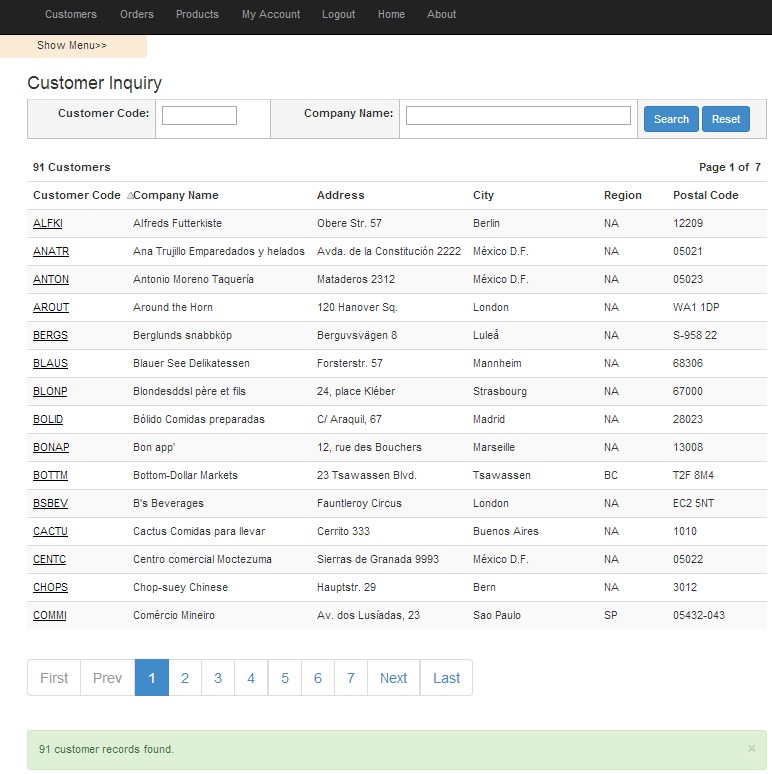 Customers Orders Products My Account Logout Home About
Show Menu>>
Customer Inquiry
Customer Code: Company Name: Search Reset
91 Customers Page 1 of 7
Customer Code Company Name Address City Region Postal Code
ALFKI Alfreds Futterkiste Obere Str. 57 Berlin NA 12209
ANATR Ana Trujillo Emparedados y helados Avda. de la Constitución 2222 México D.F. NA 05021
ANTON Antonio Moreno Taquería Mataderos 2312 México D.F. NA 05023
AROUT Around the Horn 120 Hanover Sq. London NA WA1 1DP
BERGS Berglunds snabbköp Berguvsvägen 8 Luleå NA S-958 22
BLAUS Blauer See Delikatessen Forsterstr. 57 Mannheim NA 68306
BLONP Blondesddsl père et fils 24, place Kléber Strasbourg NA 67000
BOLID Bólido Comidas preparadas C/ Araquil, 67 Madrid NA 28023
BONAP Bon app' 12, rue des Bouchers Marseille NA 13008
BOTTM Bottom-Dollar Markets 23 Tsawassen Blvd. Tsawassen BC T2F 8M4
BSBEV B's Beverages Fauntleroy Circus London NA EC2 5NT
CACTU Cactus Comidas para llevar Cerrito 333 Buenos Aires NA 1010
CENTC Centro comercial Moctezuma Sierras de Granada 9993 México D.F. NA 05022
CHOPS Chop-suey Chinese Hauptstr. 29 Bern NA 3012
COMMI Comércio Mineiro Av. dos Lusíadas, 23 Sao Paulo SP 05432-043
First Prev 1 2 3 4 5 6 7 Next Last
91 customer records found. ×